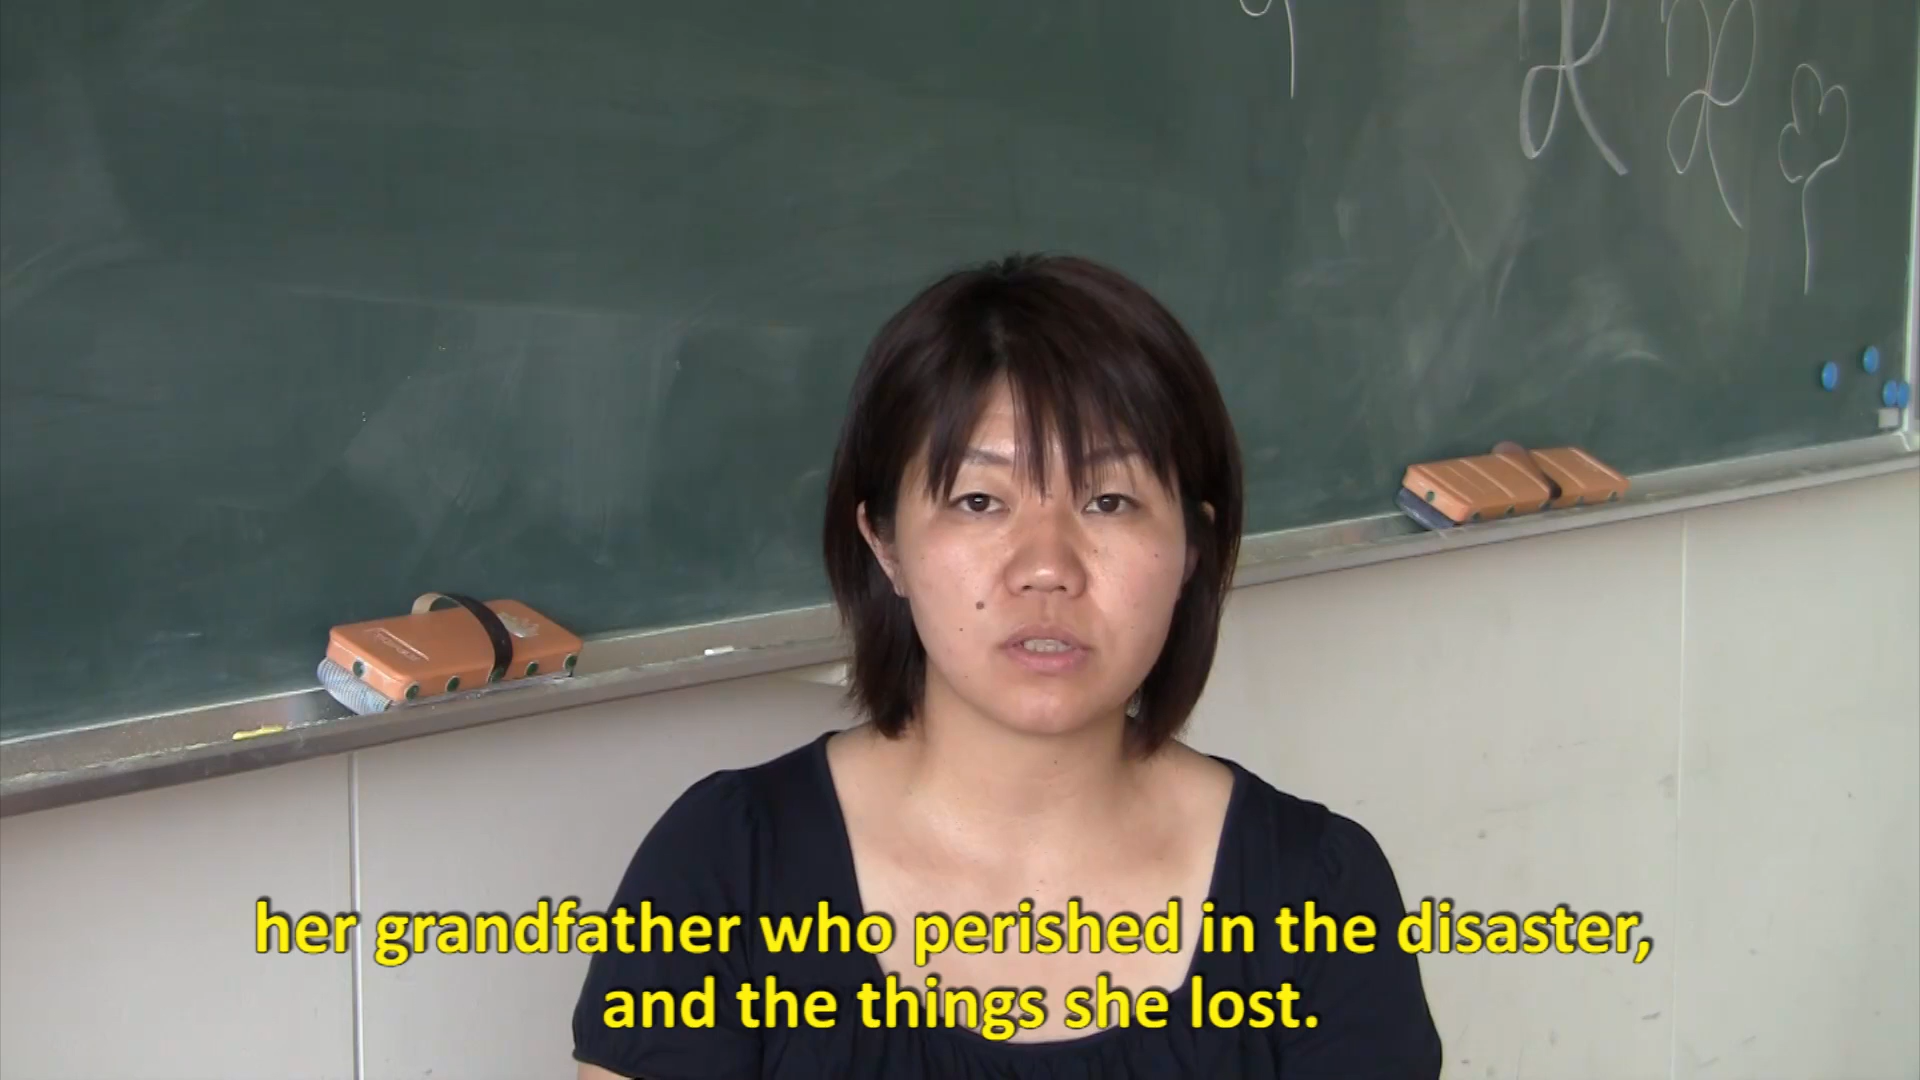 her grandfather who perished in the disaster,
and the things she lost.